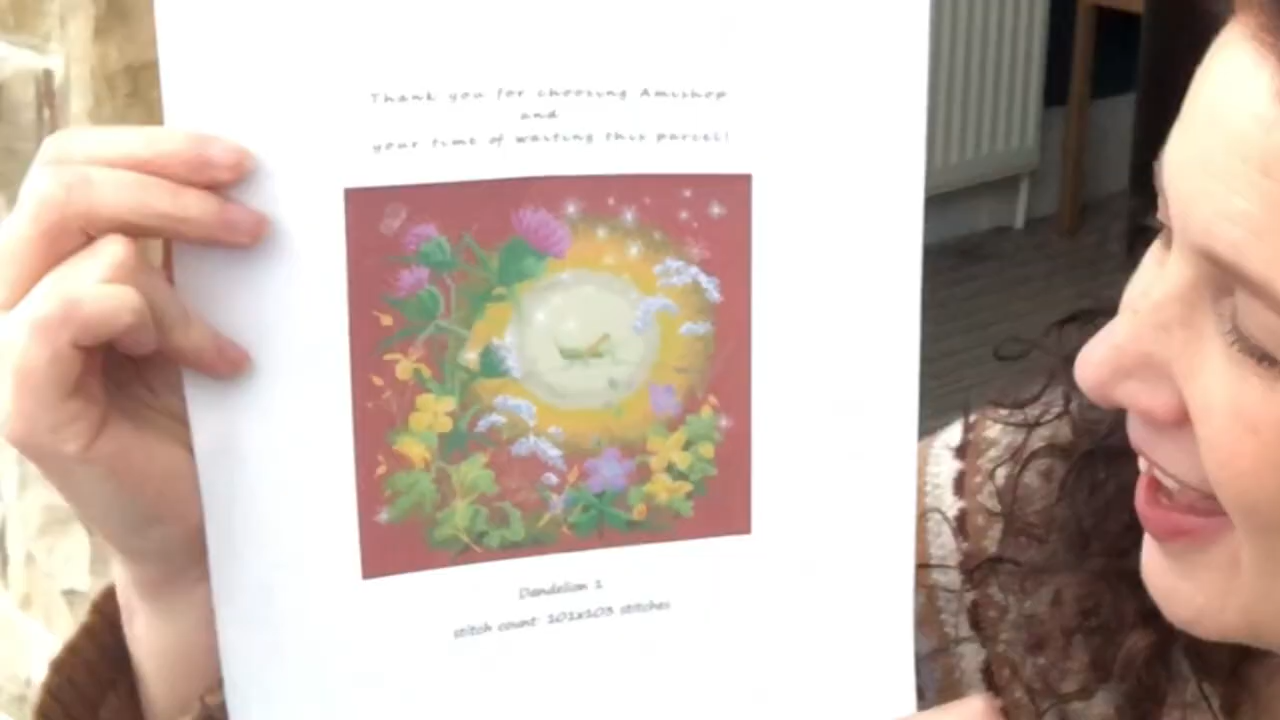 Thank you for choosing Amishop
and
your time of waiting this parcel!
Dandelion 1
stitch count: 101x103 stitches